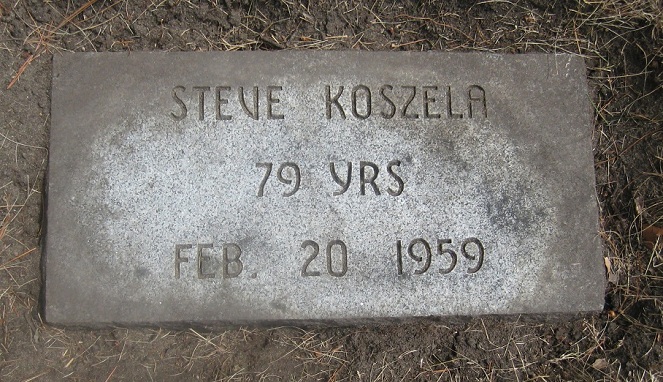 STEVE KOSZELA
79 YRS
FEB. 20 1959